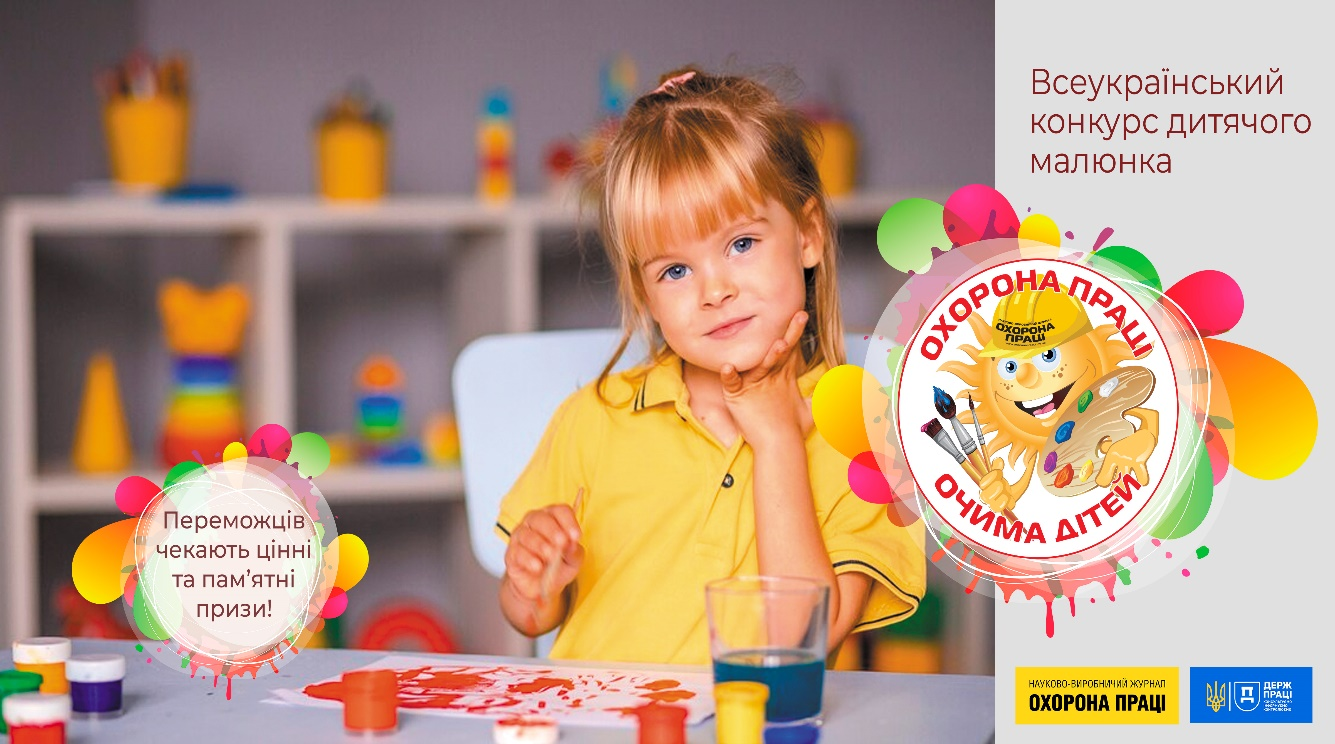 Всеукраїнський
конкурс дитячого
малюнка
ОХОРОНА ПРАЦІ
ОХОРОНА
ПРАЦІ
ОЧИМА ДІТЕЙ
Переможців
чекають цінні
та пам’ятні
призи!
НАУКОВО-ВИРОБНИЧИЙ ЖУРНАЛ
ОХОРОНА ПРАЦІ
ДЕРЖ
ПРАЦІ